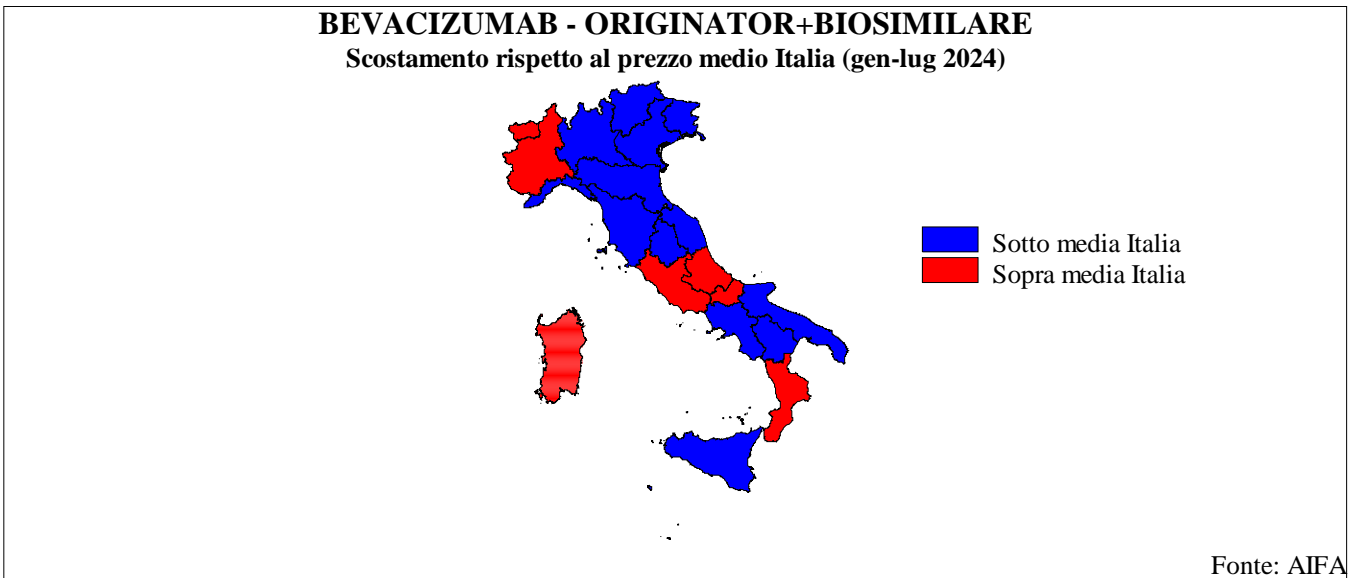 BEVACIZUMAB - ORIGINATOR+BIOSIMILARE
Scostamento rispetto al prezzo medio Italia (gen-lug 2024)
Sotto media Italia
Sopra media Italia
Fonte: AIFA